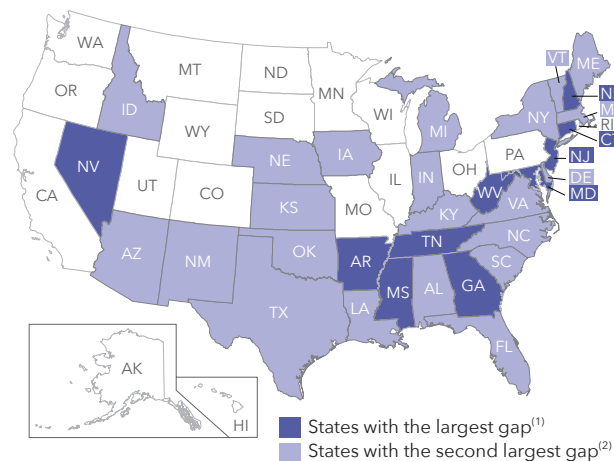 WA
MT
ND
MN
VT
ME
OR
ID
SD
WI
MI
NY
N
M
RI
CT
WY
NE
IA
PA
NJ
NV
UT
CO
IL
IN
OH
DE
MD
CA
KS
MO
KY
WV
VA
AZ
NM
OK
AR
TN
NC
SC
TX
LA
MS
AL
GA
FL
AK
HI
States with the largest gap(1)
States with the second largest gap(2)